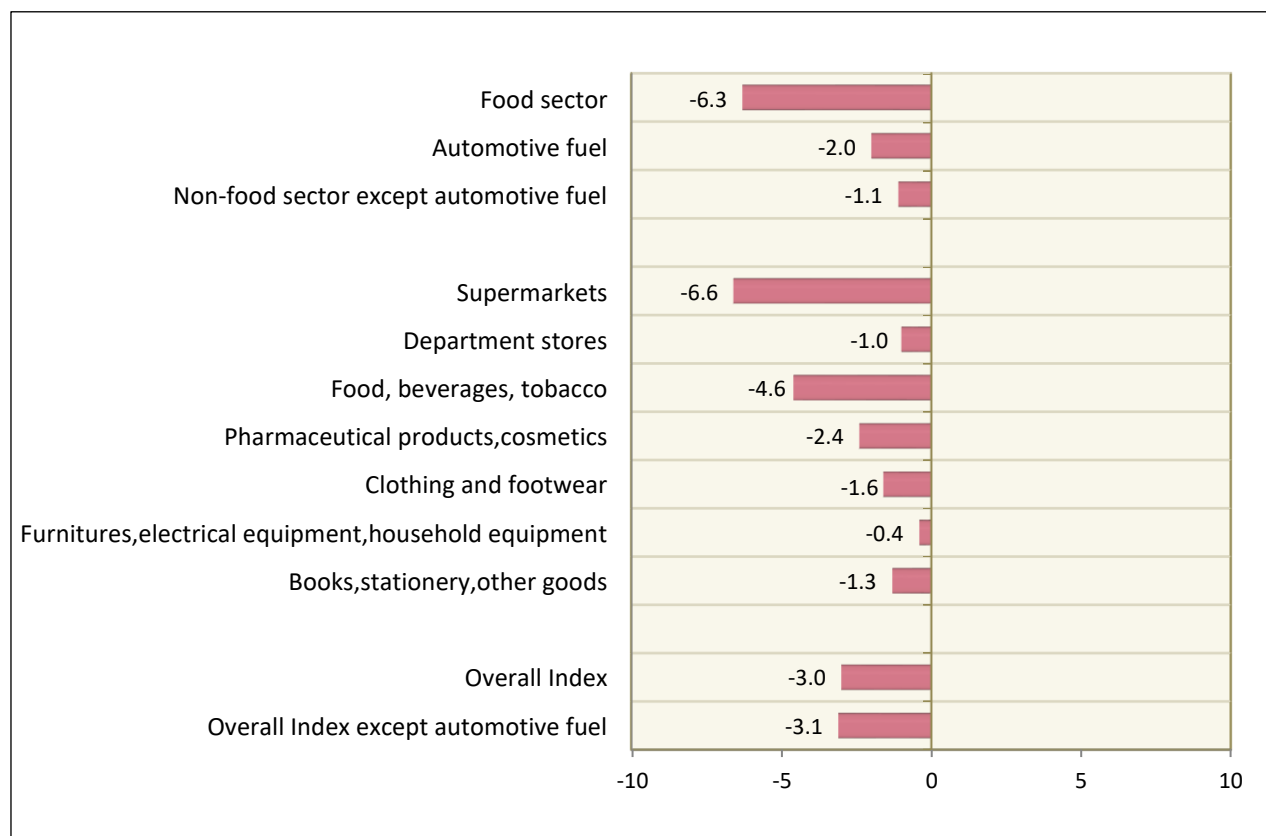 Food sector -6.3
Automotive fuel -2.0
Non-food sector except automotive fuel -1.1
Supermarkets -6.6
Department stores -1.0
Food, beverages, tobacco -4.6
Pharmaceutical products,cosmetics -2.4
Clothing and footwear -1.6
Furnitures,electrical equipment,household equipment -0.4
Books,stationery,other goods -1.3
Overall Index -3.0
Overall Index except automotive fuel -3.1
-10 -5 0 5 10